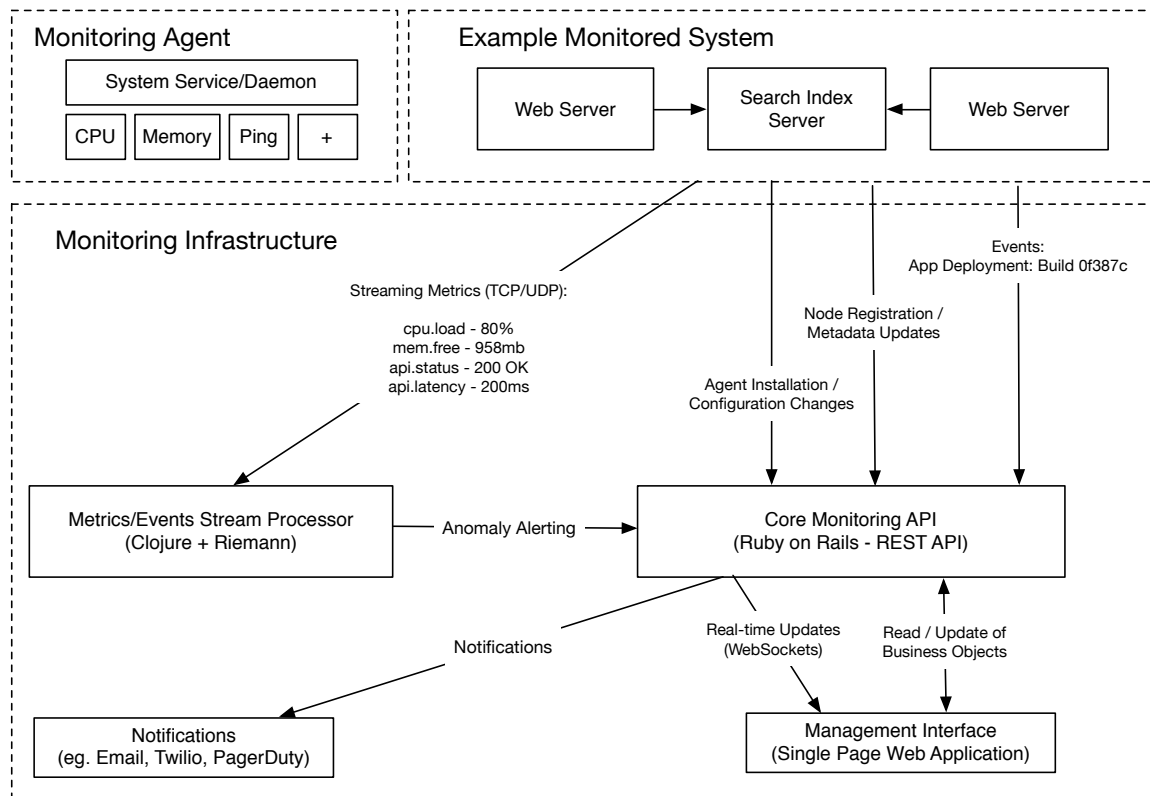 Monitoring Agent
System Service/Daemon
CPU
Memory
Ping
+
Example Monitored System
Web Server
Search Index
Server
Web Server
Monitoring Infrastructure
Streaming Metrics (TCP/UDP):
cpu.load - 80%
mem.free - 958mb
api.status - 200 OK
api.latency - 200ms
Agent Installation /
Configuration Changes
Node Registration /
Metadata Updates
Events:
App Deployment: Build 0f387c
Metrics/Events Stream Processor
(Clojure + Riemann)
Anomaly Alerting
Core Monitoring API
(Ruby on Rails - REST API)
Notifications
Real-time Updates
(WebSockets)
Read / Update of
Business Objects
Notifications
(eg. Email, Twilio, PagerDuty)
Management Interface
(Single Page Web Application)